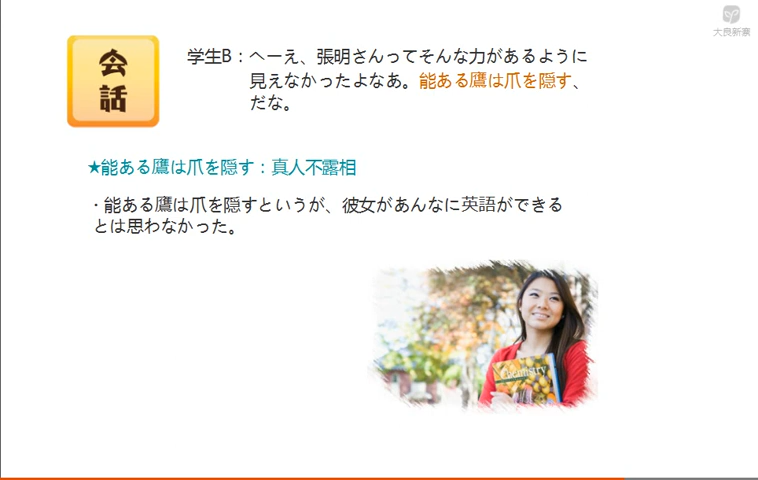 大良新寨
会話
学生B：へーえ、張明さんってそんな力があるように
見えなかったよなあ。能ある鷹は爪を隠す、
だな。
★能ある鷹は爪を隠す：真人不露相
・能ある鷹は爪を隠すというが、彼女があんなに英語ができる
とは思わなかった。
Chemistry